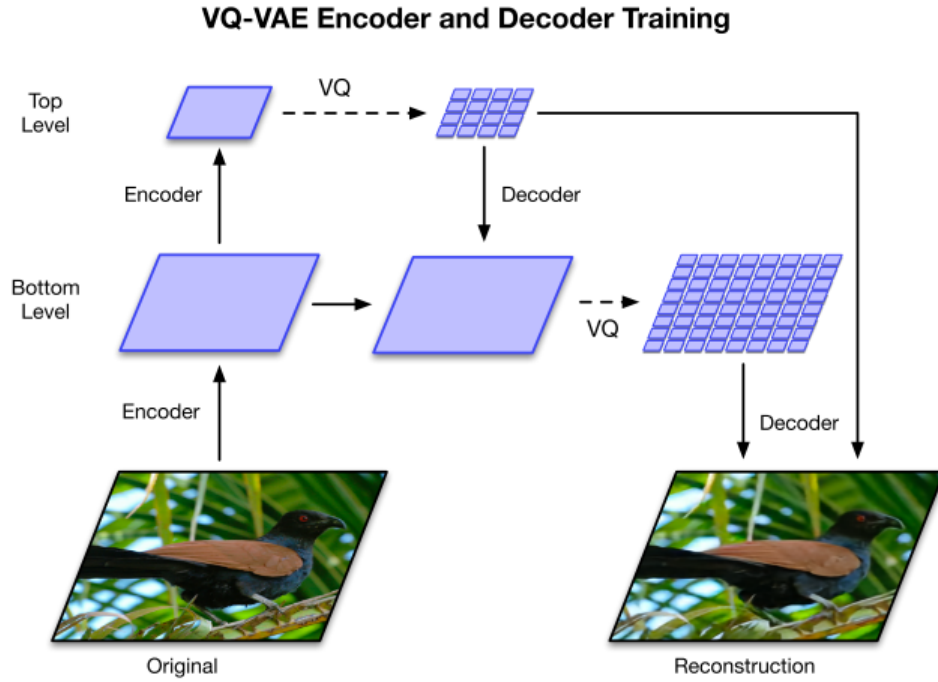 VQ-VAE Encoder and Decoder Training
VQ
Top
Level
Encoder
Decoder
Bottom
Level
VQ
Encoder
Decoder
Original
Reconstruction